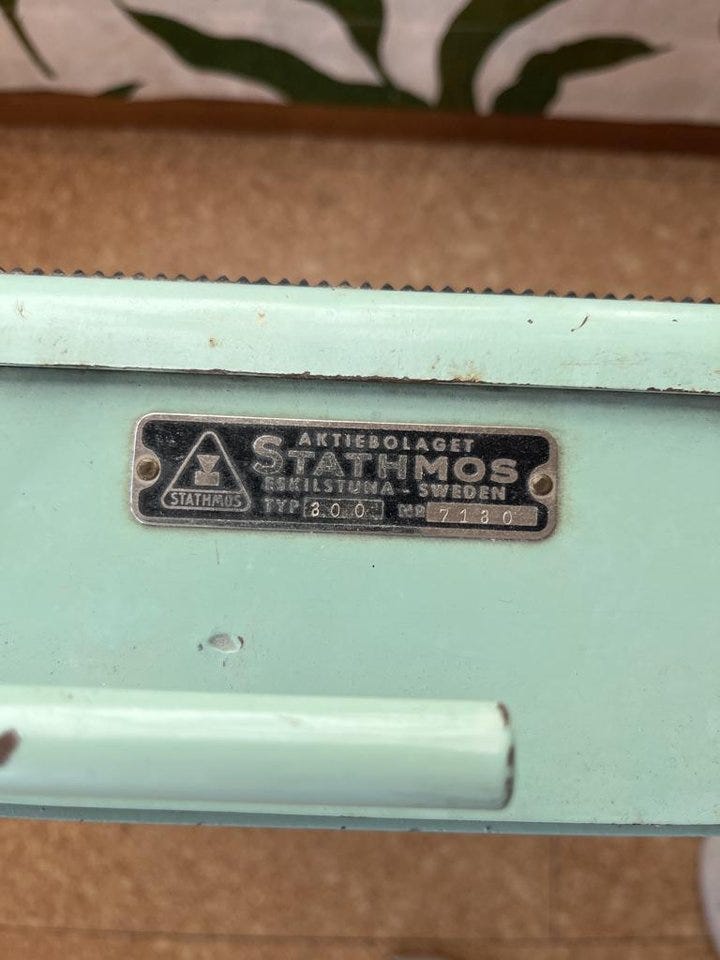 AKTIEBOLAGET
STATHMOS
ESKILSTUNA - SWEDEN
TYP 300 NR 7130
STATHMOS